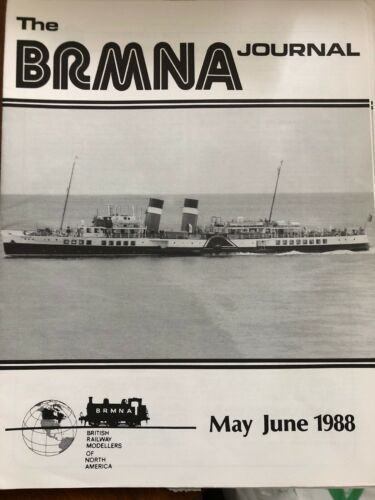 The
BRMNA JOURNAL
BRMNA
BRITISH
RAILWAY
MODELLERS
OF
NORTH
AMERICA
May June 1988